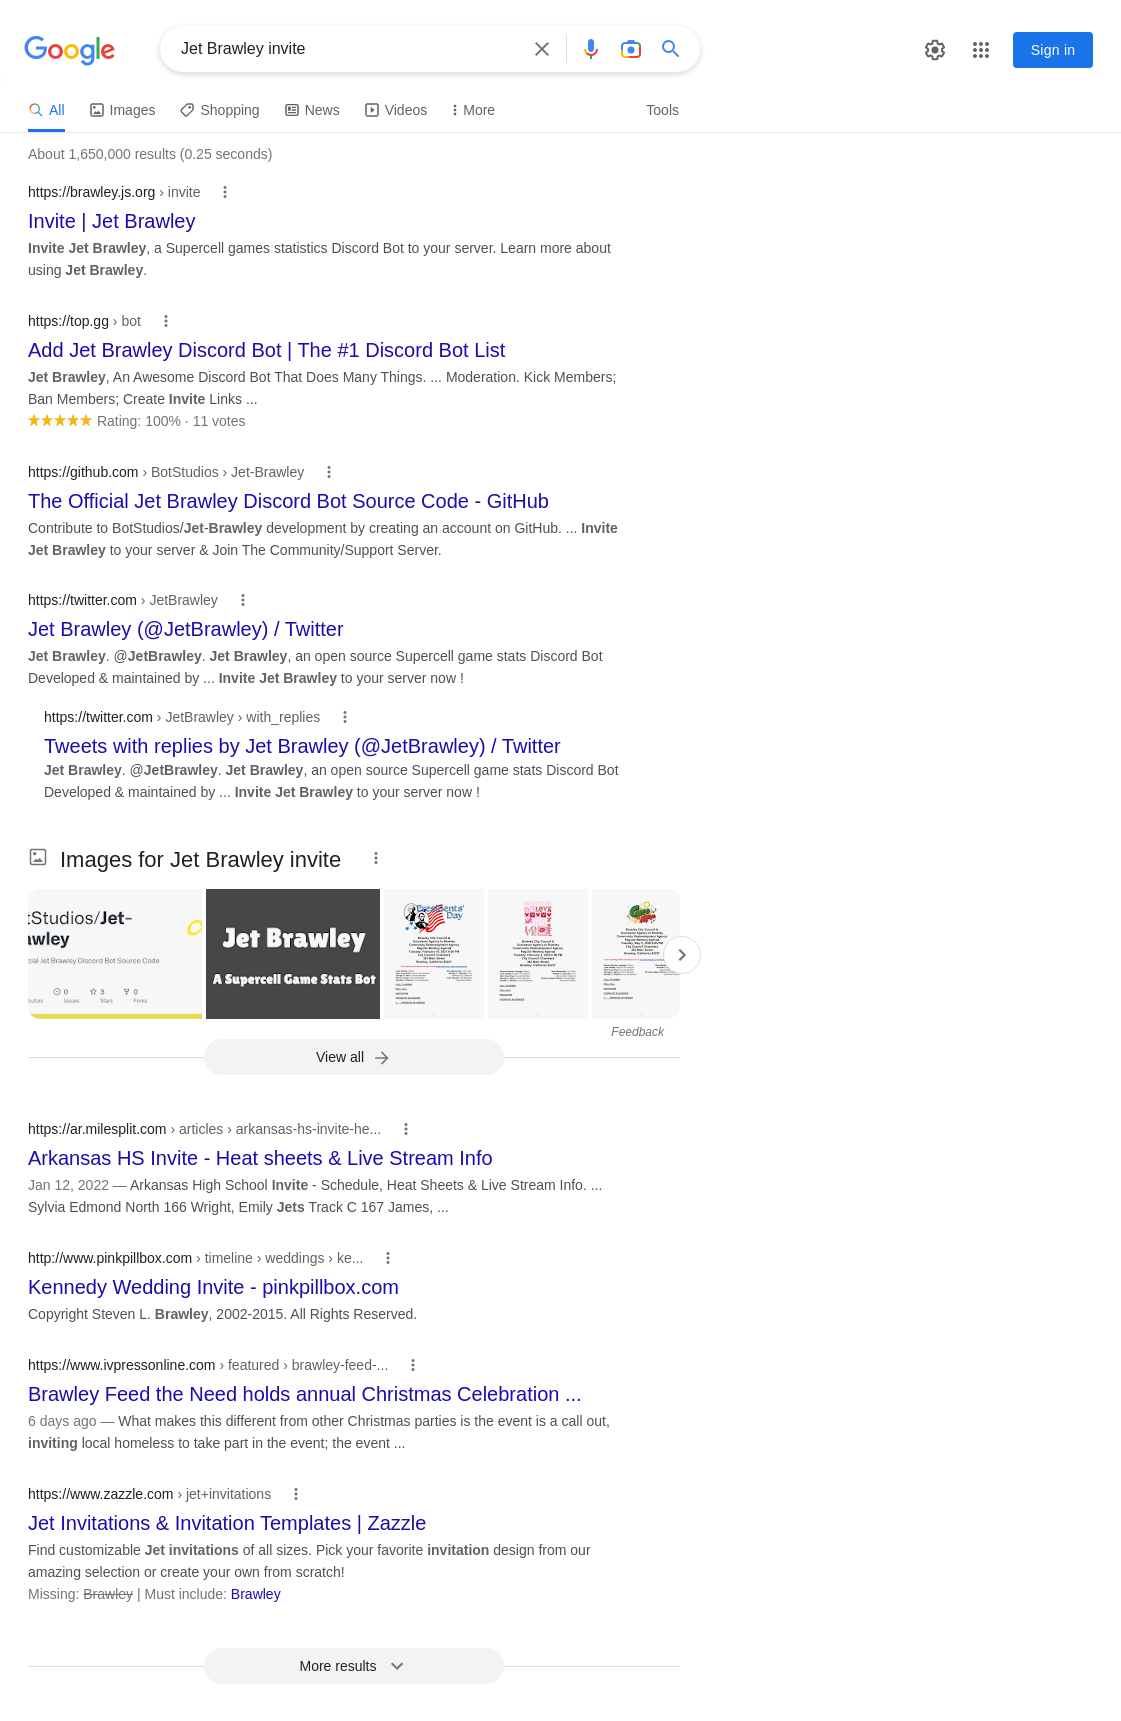 Google
Jet Brawley invite
Sign in
All
Images
Shopping
News
Videos
More
Tools
About 1,650,000 results (0.25 seconds)
https://brawley.js.org › invite
Invite | Jet Brawley
Invite Jet Brawley, a Supercell games statistics Discord Bot to your server. Learn more about
using Jet Brawley.
https://top.gg › bot
Add Jet Brawley Discord Bot | The #1 Discord Bot List
Jet Brawley, An Awesome Discord Bot That Does Many Things. ... Moderation. Kick Members;
Ban Members; Create Invite Links ...
Rating: 100% · 11 votes
https://github.com › BotStudios › Jet-Brawley
The Official Jet Brawley Discord Bot Source Code - GitHub
Contribute to BotStudios/Jet-Brawley development by creating an account on GitHub. ... Invite
Jet Brawley to your server & Join The Community/Support Server.
https://twitter.com › JetBrawley
Jet Brawley (@JetBrawley) / Twitter
Jet Brawley. @JetBrawley. Jet Brawley, an open source Supercell game stats Discord Bot
Developed & maintained by ... Invite Jet Brawley to your server now !
https://twitter.com › JetBrawley › with_replies
Tweets with replies by Jet Brawley (@JetBrawley) / Twitter
Jet Brawley. @JetBrawley. Jet Brawley, an open source Supercell game stats Discord Bot
Developed & maintained by ... Invite Jet Brawley to your server now !
Images for Jet Brawley invite
tStudios/Jet-
wley
cial Jet Brawley Discord Bot Source Code
0 3 0
Issues Stars Forks
Jet Brawley
A Supercell Game Stats Bot
Presidents'
Day
Feedback
View all
https://ar.milesplit.com › articles › arkansas-hs-invite-he...
Arkansas HS Invite - Heat sheets & Live Stream Info
Jan 12, 2022 — Arkansas High School Invite - Schedule, Heat Sheets & Live Stream Info. ...
Sylvia Edmond North 166 Wright, Emily Jets Track C 167 James, ...
http://www.pinkpillbox.com › timeline › weddings › ke...
Kennedy Wedding Invite - pinkpillbox.com
Copyright Steven L. Brawley, 2002-2015. All Rights Reserved.
https://www.ivpressonline.com › featured › brawley-feed-...
Brawley Feed the Need holds annual Christmas Celebration ...
6 days ago — What makes this different from other Christmas parties is the event is a call out,
inviting local homeless to take part in the event; the event ...
https://www.zazzle.com › jet+invitations
Jet Invitations & Invitation Templates | Zazzle
Find customizable Jet invitations of all sizes. Pick your favorite invitation design from our
amazing selection or create your own from scratch!
Missing: Brawley | Must include: Brawley
More results